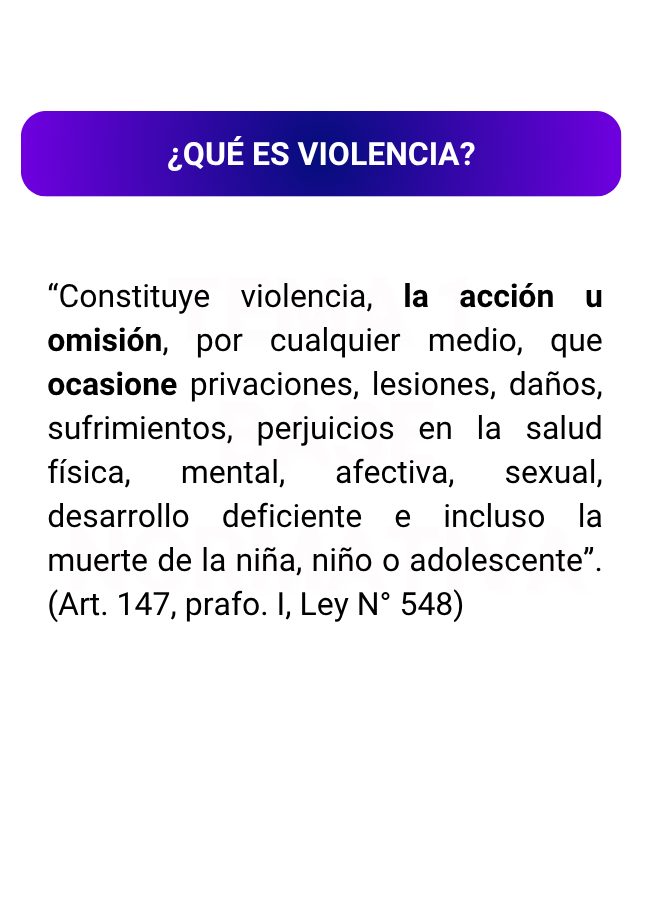 ¿QUÉ ES VIOLENCIA?
“Constituye violencia, la acción u
omisión, por cualquier medio, que
ocasione privaciones, lesiones, daños,
sufrimientos, perjuicios en la salud
física, mental, afectiva, sexual,
desarrollo deficiente e incluso la
muerte de la niña, niño o adolescente”.
(Art. 147, prafo. I, Ley N° 548)